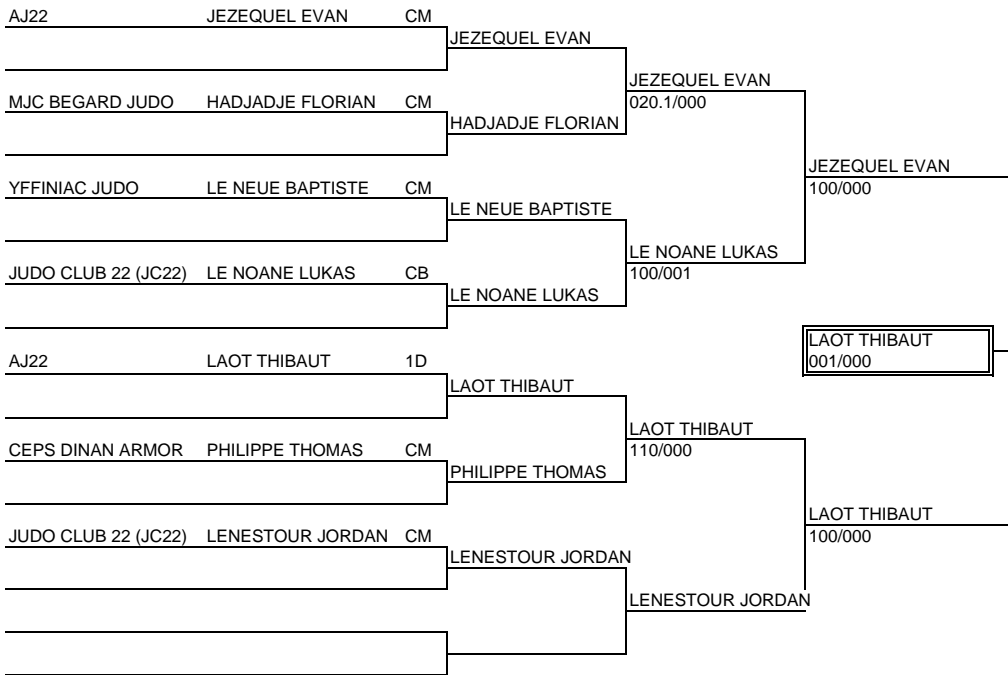 AJ22 JEZEQUEL EVAN CM
JEZEQUEL EVAN
JEZEQUEL EVAN
MJC BEGARD JUDO HADJADJE FLORIAN CM
020.1/000
HADJADJE FLORIAN
JEZEQUEL EVAN
YFFINIAC JUDO LE NEUE BAPTISTE CM
100/000
LE NEUE BAPTISTE
LE NOANE LUKAS
JUDO CLUB 22 (JC22) LE NOANE LUKAS CB
100/001
LE NOANE LUKAS
LAOT THIBAUT
AJ22 LAOT THIBAUT 1D
001/000
LAOT THIBAUT
LAOT THIBAUT
CEPS DINAN ARMOR PHILIPPE THOMAS CM
110/000
PHILIPPE THOMAS
LAOT THIBAUT
JUDO CLUB 22 (JC22) LENESTOUR JORDAN CM
100/000
LENESTOUR JORDAN
LENESTOUR JORDAN